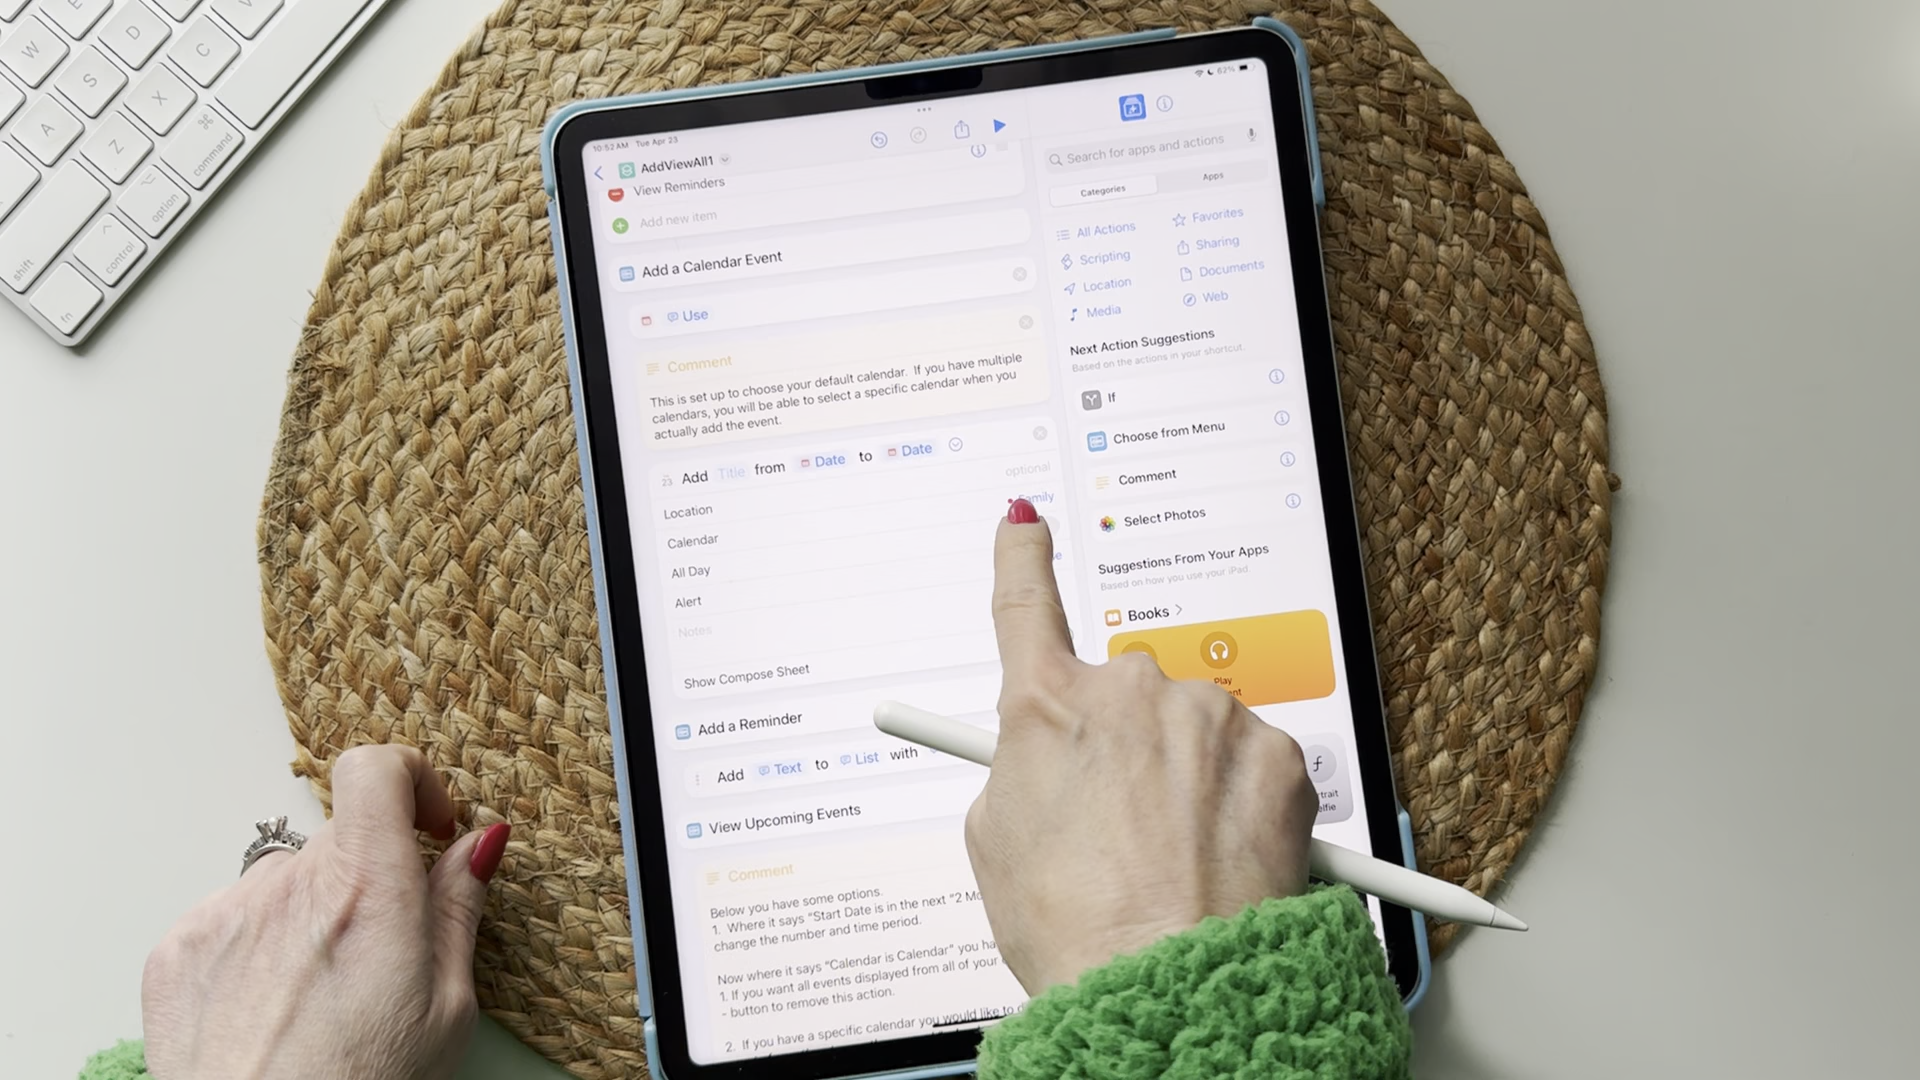 W
E
D
C
V
A
S
X
Z
⌘
command
⌥
option
^
control
shift
fn
10:52 AM Tue Apr 23
62%
AddViewAll1
View Reminders
Add new item
Add a Calendar Event
Use
Comment
This is set up to choose your default calendar. If you have multiple
calendars, you will be able to select a specific calendar when you
actually add the event.
23 Add Title from Date to Date
Location optional
Calendar Family
All Day
Alert
Notes
Show Compose Sheet
Add a Reminder
Add Text to List with
View Upcoming Events
Comment
Below you have some options.
1. Where it says "Start Date is in the next "2
change the number and time period.
Now where it says "Calendar is Calendar" you
1. If you want all events displayed from all of your
- button to remove this action.
2. If you have a specific calendar you would like to
Search for apps and actions
Categories Apps
All Actions Favorites
Scripting Sharing
Location Documents
Media Web
Next Action Suggestions
Based on the actions in your shortcut.
If
Choose from Menu
Comment
Select Photos
Suggestions From Your Apps
Based on how you use your iPad.
Books >
Play